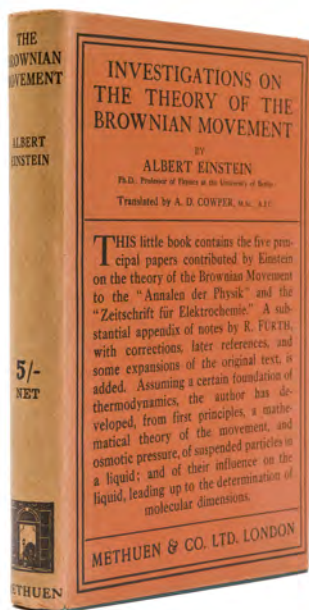 THE
BROWNIAN
MOVEMENT
ALBERT
EINSTEIN
5/-
NET
METHUEN
INVESTIGATIONS ON
THE THEORY OF THE
BROWNIAN MOVEMENT
BY
ALBERT EINSTEIN
Ph.D., Professor of Physics at the University of Berlin
Translated by A. D. COWPER, M.Sc.
THIS little book contains the five prin-
cipal papers contributed by Einstein
on the theory of the Brownian Movement
to the "Annalen der Physik" and the
"Zeitschrift für Elektrochemie." A sub-
stantial appendix of notes by R. FÜRTH,
with corrections, later references, and
some expansions of the original text, is
added. Assuming a certain foundation of
thermodynamics, the author has de-
veloped, from first principles, a mathe-
matical theory of the movement, and
osmotic pressure, of suspended particles in
a liquid; and of their influence on the
liquid, leading up to the determination of
molecular dimensions.
METHUEN & CO. LTD. LONDON